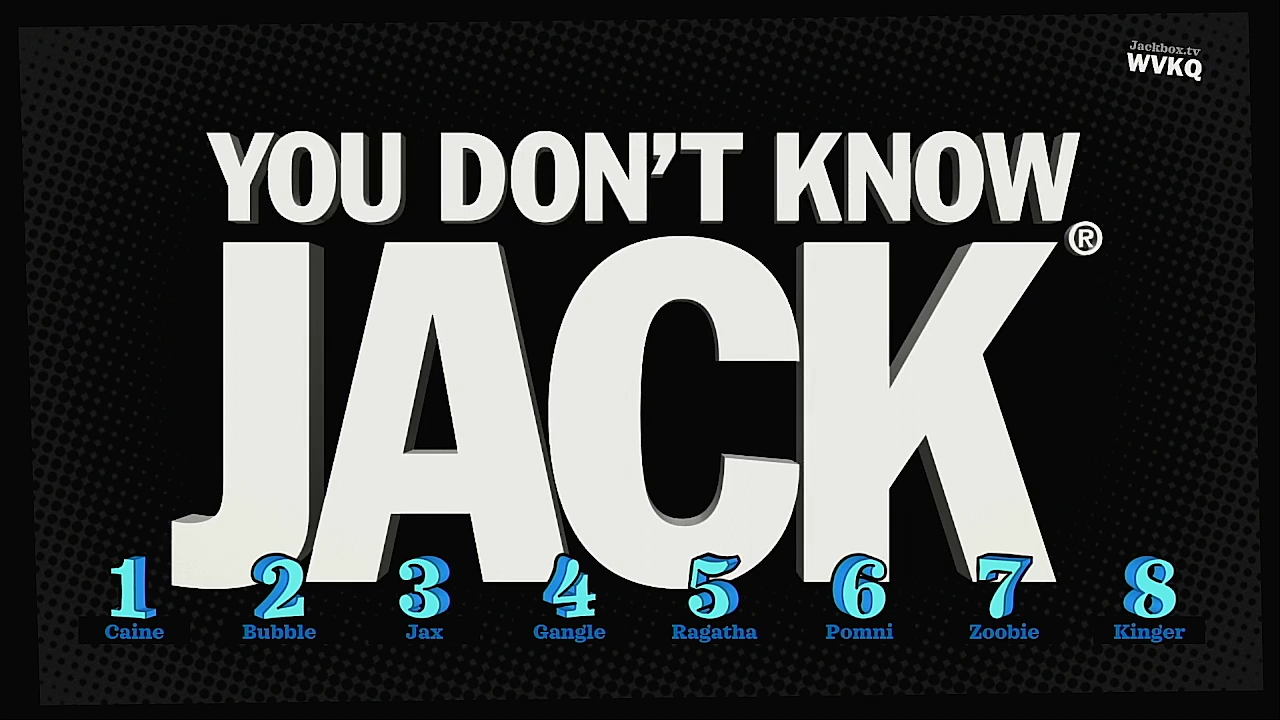 Jackbox.tv
WVKQ
YOU DON'T KNOW
JACK®
1 2 3 4 5 6 7 8
Caine Bubble Jax Gangle Ragatha Pomni Zoobie Kinger